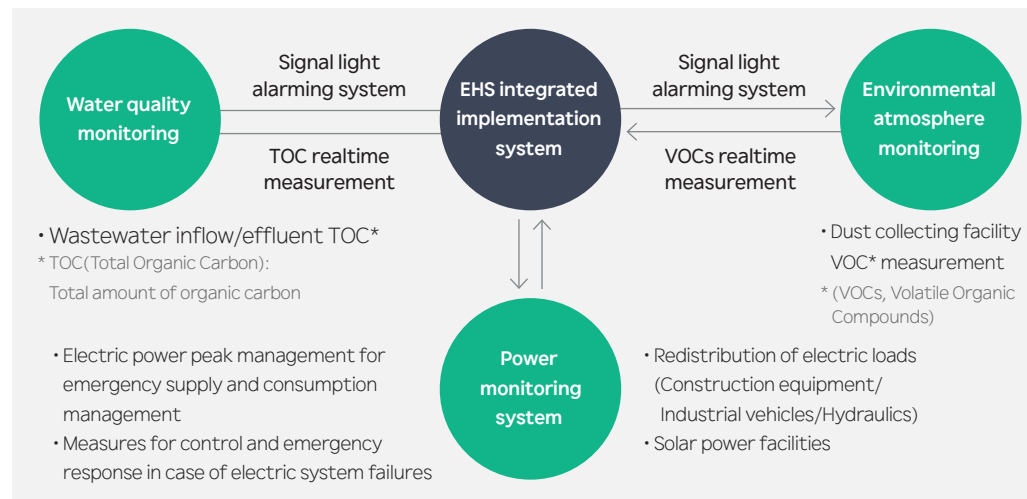 Water quality
monitoring
Signal light
alarming system
TOC realtime
measurement
EHS integrated
implementation
system
Signal light
alarming system
VOCs realtime
measurement
Environmental
atmosphere
monitoring
• Wastewater inflow/effluent TOC*
* TOC(Total Organic Carbon):
Total amount of organic carbon
• Dust collecting facility
VOC* measurement
* (VOCs, Volatile Organic
Compounds)
• Electric power peak management for
emergency supply and consumption
management
• Measures for control and emergency
response in case of electric system failures
Power
monitoring
system
• Redistribution of electric loads
(Construction equipment/
Industrial vehicles/Hydraulics)
• Solar power facilities